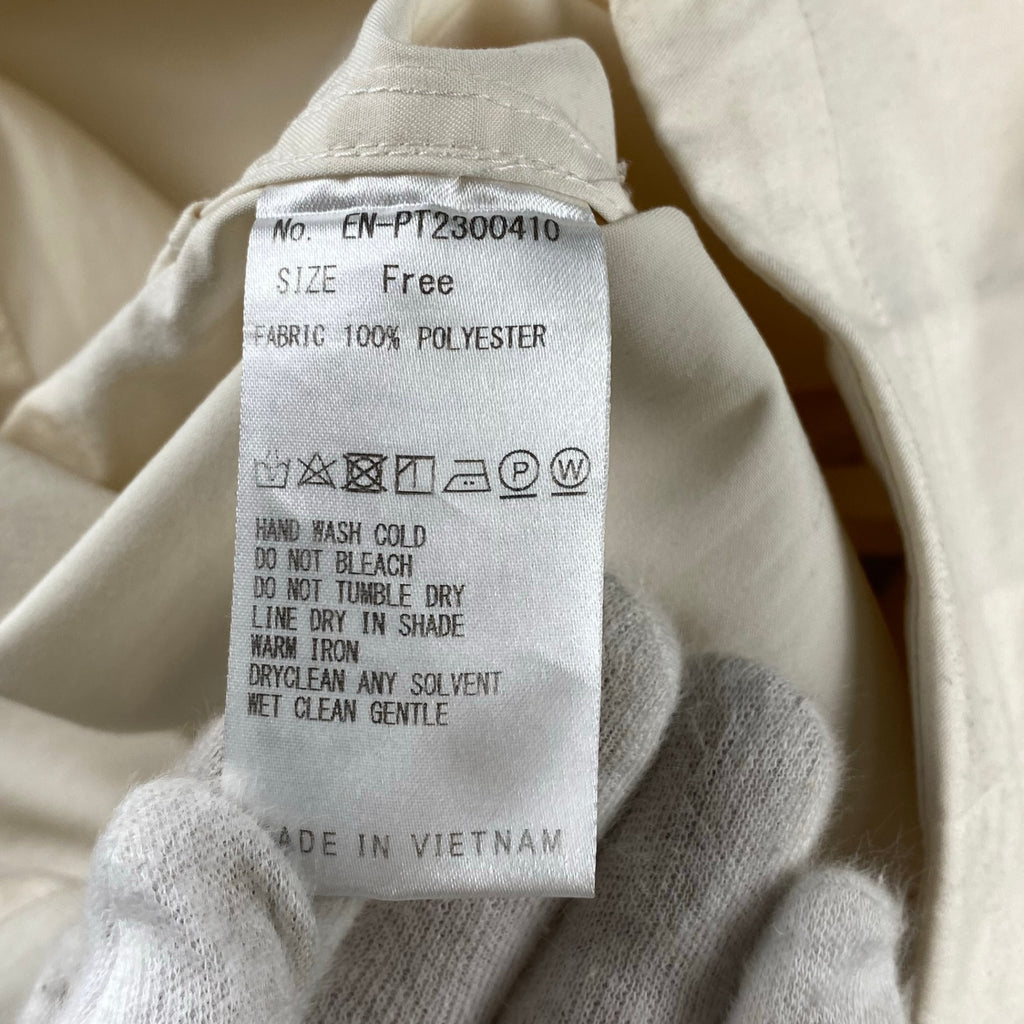 No. EN-PT2300410
SIZE Free
FABRIC 100% POLYESTER
P W
HAND WASH COLD
DO NOT BLEACH
DO NOT TUMBLE DRY
LINE DRY IN SHADE
WARM IRON
DRYCLEAN ANY SOLVENT
WET CLEAN GENTLE
ADE IN VIETNAM